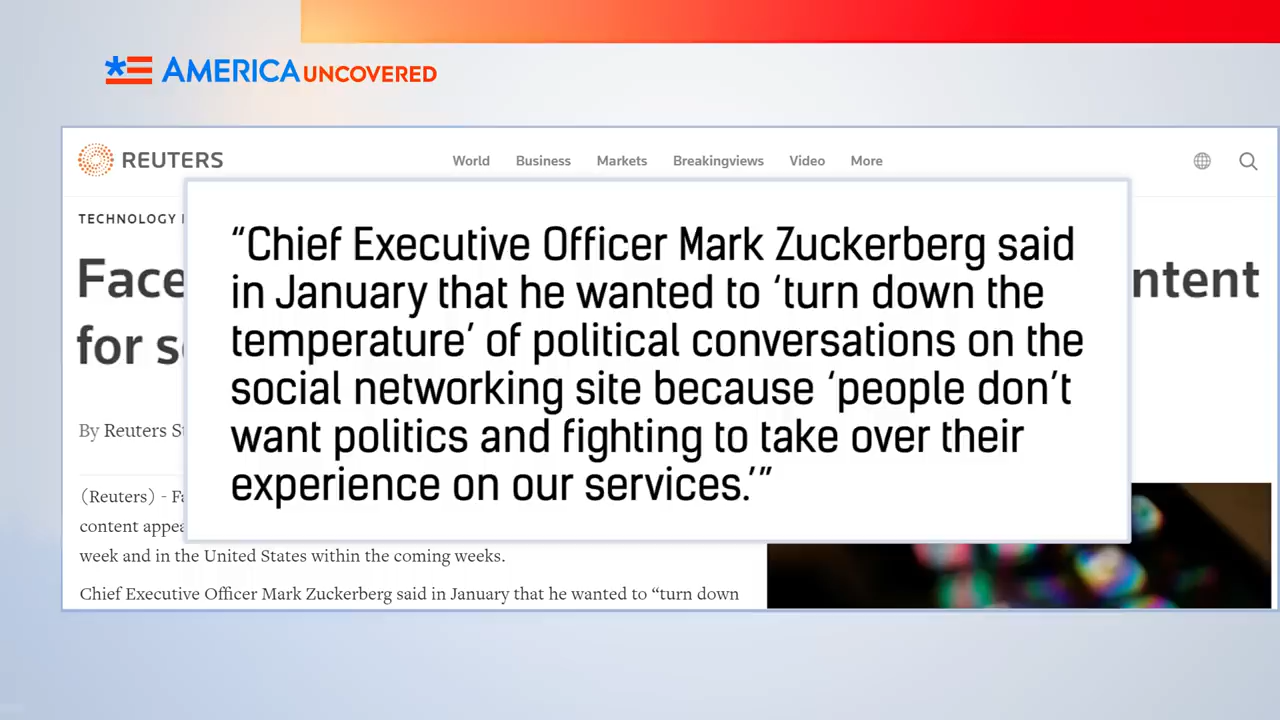 AMERICA UNCOVERED
REUTERS World Business Markets Breakingviews Video More
TECHNOLOGY
“Chief Executive Officer Mark Zuckerberg said
in January that he wanted to ‘turn down the
temperature’ of political conversations on the
social networking site because ‘people don’t
want politics and fighting to take over their
experience on our services.’”
By Reuters
(Reuters) -
content
week and in the United States within the coming weeks.
Chief Executive Officer Mark Zuckerberg said in January that he wanted to “turn down